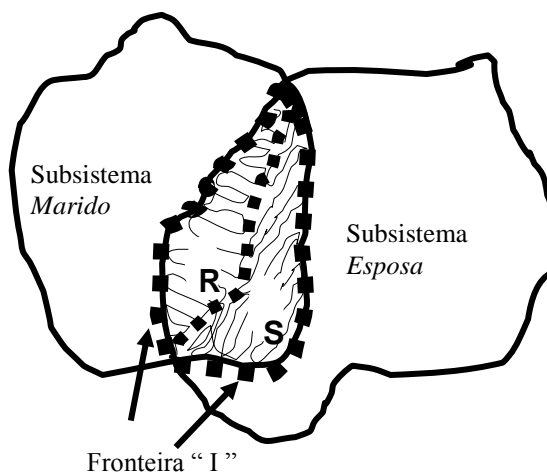 Subsistema
Marido
Subsistema
Esposa
R
S
Fronteira “ I ”